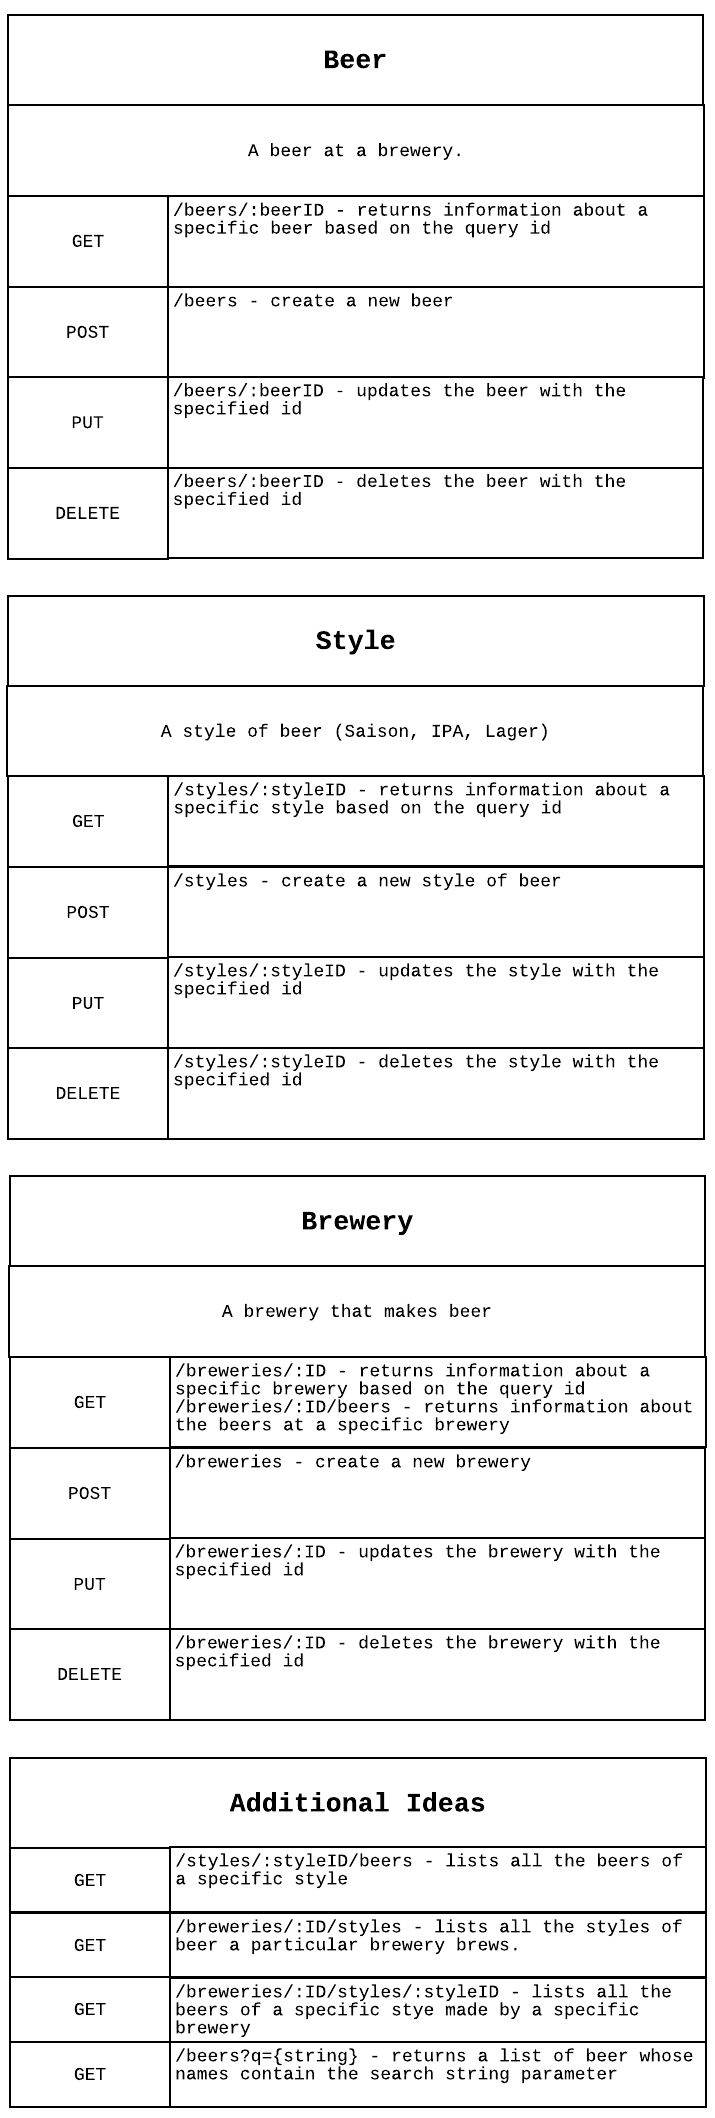 Beer
A beer at a brewery.
GET
/beers/:beerID - returns information about a
specific beer based on the query id
POST
/beers - create a new beer
PUT
/beers/:beerID - updates the beer with the
specified id
DELETE
/beers/:beerID - deletes the beer with the
specified id
Style
A style of beer (Saison, IPA, Lager)
GET
/styles/:styleID - returns information about a
specific style based on the query id
POST
/styles - create a new style of beer
PUT
/styles/:styleID - updates the style with the
specified id
DELETE
/styles/:styleID - deletes the style with the
specified id
Brewery
A brewery that makes beer
GET
/breweries/:ID - returns information about a
specific brewery based on the query id
/breweries/:ID/beers - returns information about
the beers at a specific brewery
POST
/breweries - create a new brewery
PUT
/breweries/:ID - updates the brewery with the
specified id
DELETE
/breweries/:ID - deletes the brewery with the
specified id
Additional Ideas
GET
/styles/:styleID/beers - lists all the beers of
a specific style
GET
/breweries/:ID/styles - lists all the styles of
beer a particular brewery brews.
GET
/breweries/:ID/styles/:styleID - lists all the
beers of a specific stye made by a specific
brewery
GET
/beers?q={string} - returns a list of beer whose
names contain the search string parameter